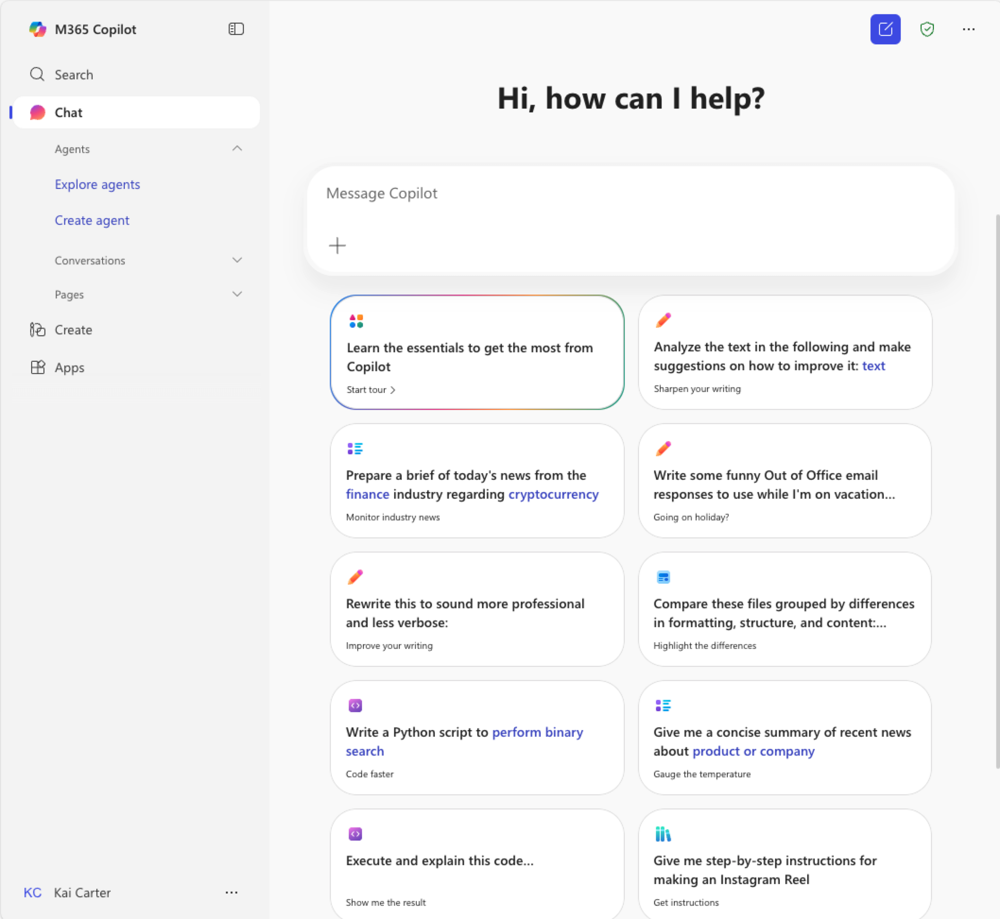 M365 Copilot
Search
Chat
Agents
Explore agents
Create agent
Conversations
Pages
Create
Apps
KC Kai Carter
Hi, how can I help?
Message Copilot
Learn the essentials to get the most from
Copilot
Start tour
Analyze the text in the following and make
suggestions on how to improve it: text
Sharpen your writing
Prepare a brief of today's news from the
finance industry regarding cryptocurrency
Monitor industry news
Write some funny Out of Office email
responses to use while I'm on vacation...
Going on holiday?
Rewrite this to sound more professional
and less verbose:
Improve your writing
Compare these files grouped by differences
in formatting, structure, and content:...
Highlight the differences
Write a Python script to perform binary
search
Code faster
Give me a concise summary of recent news
about product or company
Gauge the temperature
Execute and explain this code...
Show me the result
Give me step-by-step instructions for
making an Instagram Reel
Get instructions